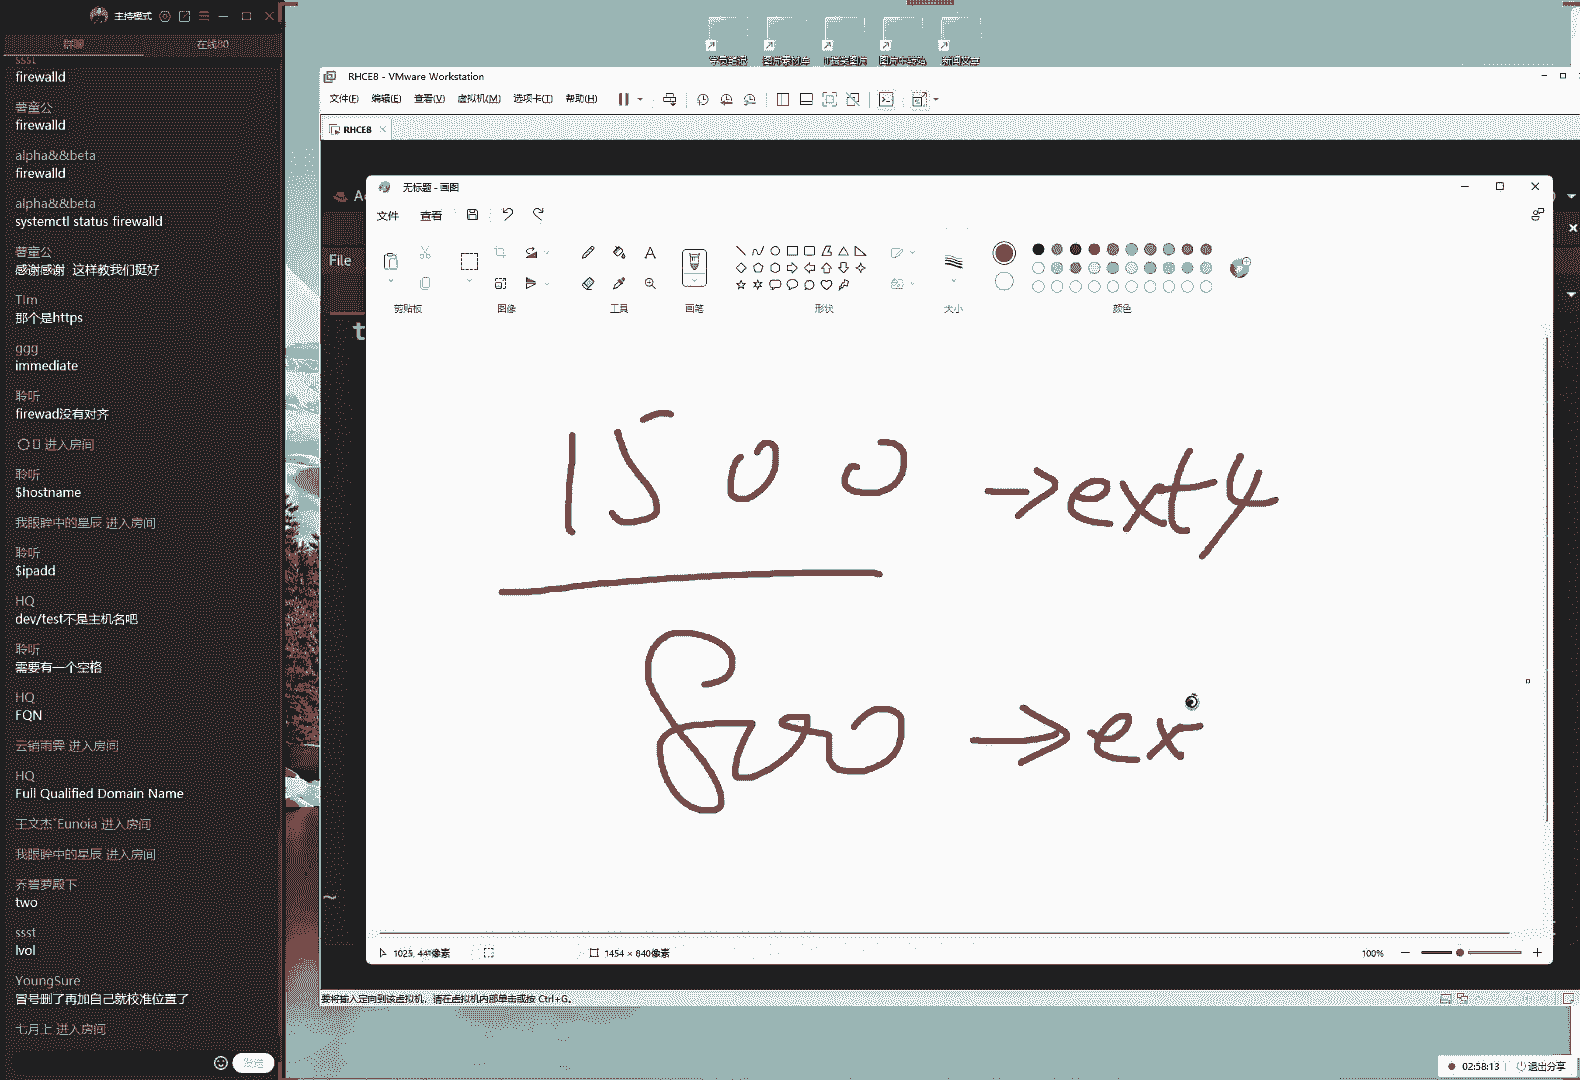 主持模式
群聊
在线80
ssst
firewalld
萫童公
firewalld
alpha&&beta
firewalld
alpha&&beta
systemctl status firewalld
萫童公
感谢感谢 这样教我们挺好
TIm
那个是https
ggg
immediate
聆听
firewad没有对齐
进入房间
聆听
$hostname
我眼眸中的星辰 进入房间
聆听
$ipadd
HQ
dev/test不是主机名吧
聆听
需要有一个空格
HQ
FQN
云销雨霁 进入房间
HQ
Full Qualified Domain Name
王文杰~Eunoia 进入房间
我眼眸中的星辰 进入房间
乔碧萝殿下
two
ssst
lvol
YoungSure
冒号删了再加自己就校准位置了
七月上 进入房间
发送
RHCE8 - VMware Workstation
文件(F) 编辑(E) 查看(V) 虚拟机(M) 选项卡(T) 帮助(H)
RHCE8
File
无标题 - 画图
文件 查看
剪贴板 图像 工具 画笔 形状 大小 颜色
1500 → ext4
800 → ex
1454 × 840像素
100%
要将输入定向到该虚拟机，请在虚拟机内部单击或按 Ctrl+G。
02:58:13 退出分享